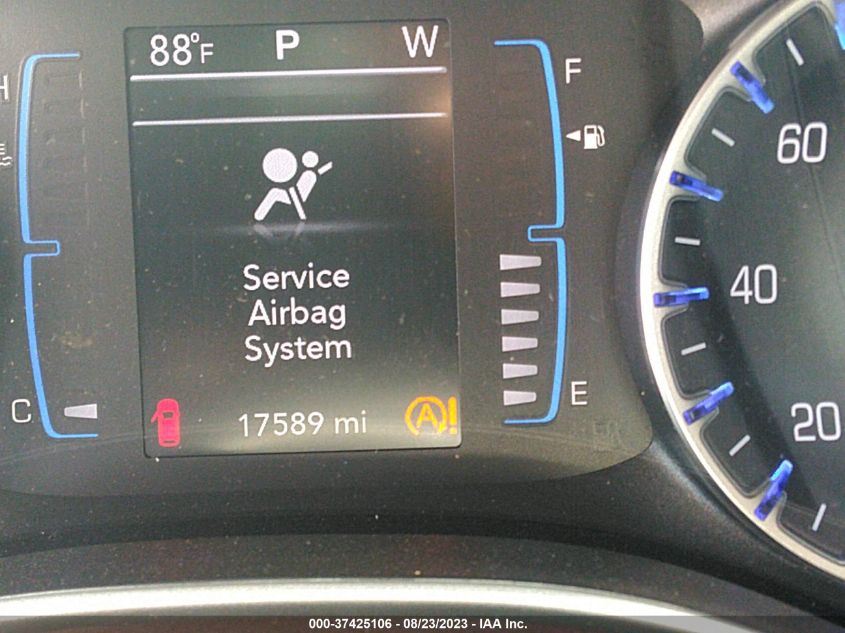 88°F P W
H F
Service
Airbag
System
C E
17589 mi A!
60
40
20
000-37425106 - 08/23/2023 - IAA Inc.